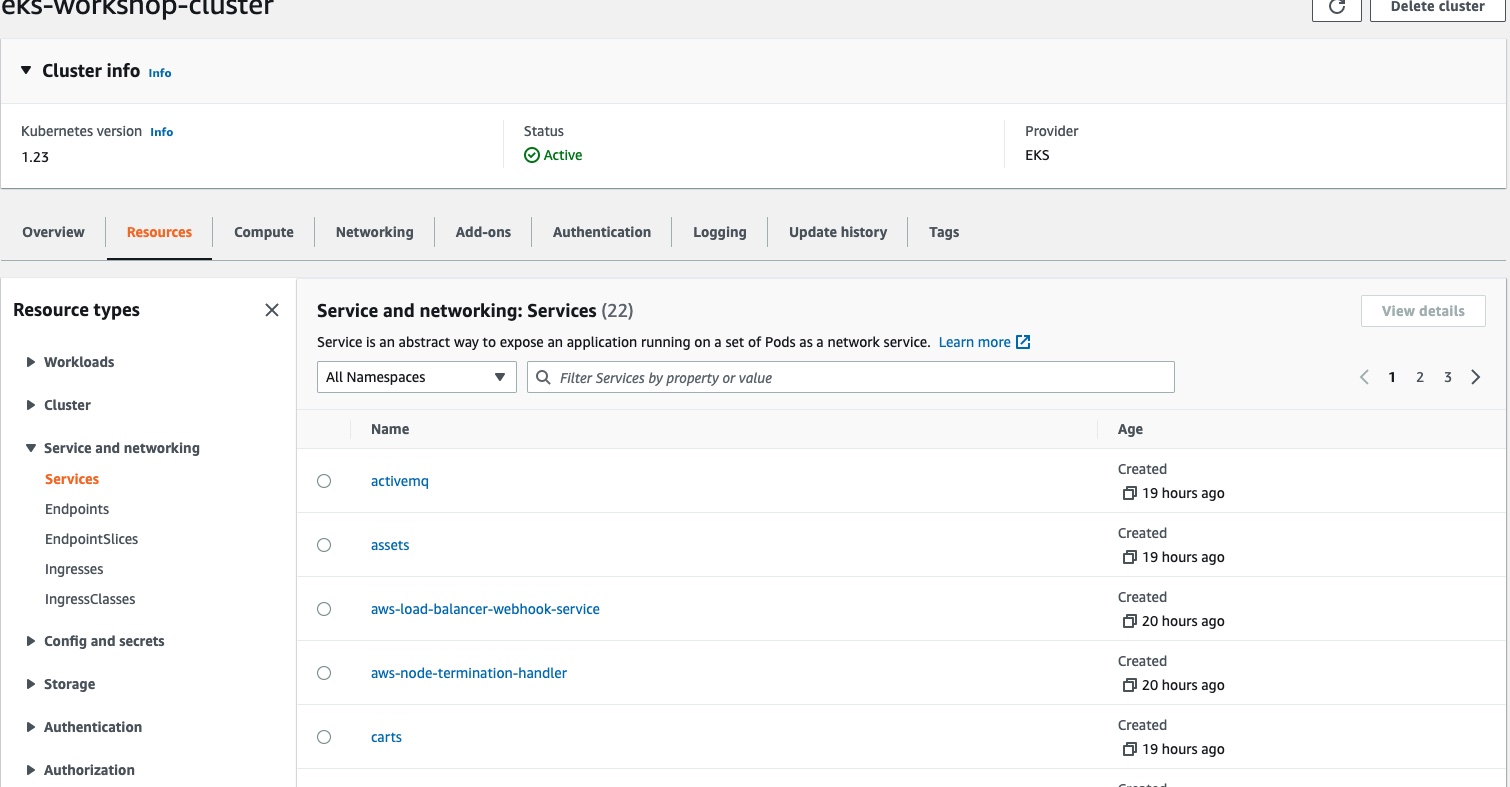 eks-workshop-cluster
Delete cluster
Cluster info Info
Kubernetes version Info
1.23
Status
Active
Provider
EKS
Overview Resources Compute Networking Add-ons Authentication Logging Update history Tags
Resource types
Workloads
Cluster
Service and networking
Services
Endpoints
EndpointSlices
Ingresses
IngressClasses
Config and secrets
Storage
Authentication
Authorization
Service and networking: Services (22)
View details
Service is an abstract way to expose an application running on a set of Pods as a network service. Learn more
All Namespaces
Filter Services by property or value
1 2 3
Name Age
activemq
Created
19 hours ago
assets
Created
19 hours ago
aws-load-balancer-webhook-service
Created
20 hours ago
aws-node-termination-handler
Created
20 hours ago
carts
Created
19 hours ago